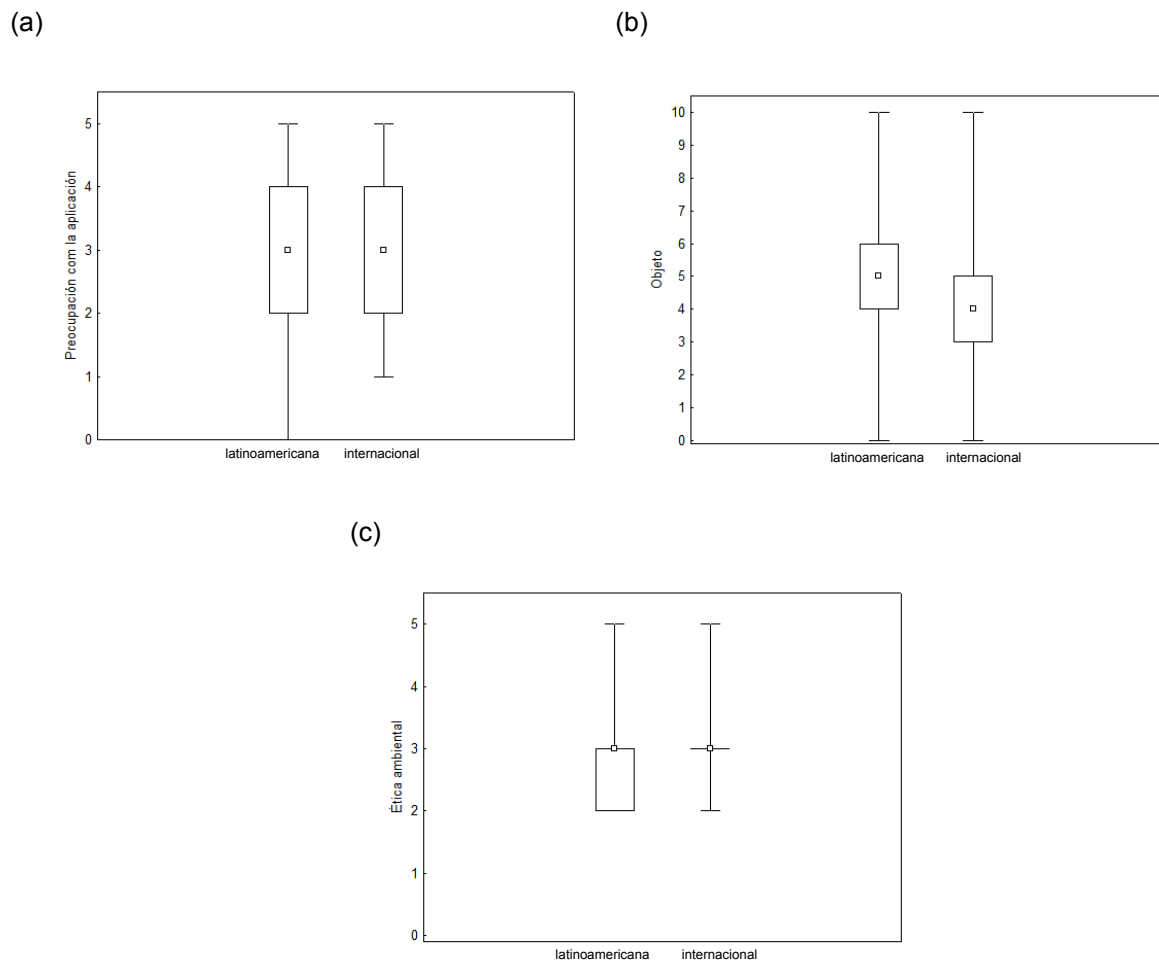 (a)
(b)
Preocupación com la aplicación
5
4
3
2
1
0
latinoamericana internacional
Objeto
10
9
8
7
6
5
4
3
2
1
0
latinoamericana internacional
(c)
Ética ambiental
5
4
3
2
1
0
latinoamericana internacional